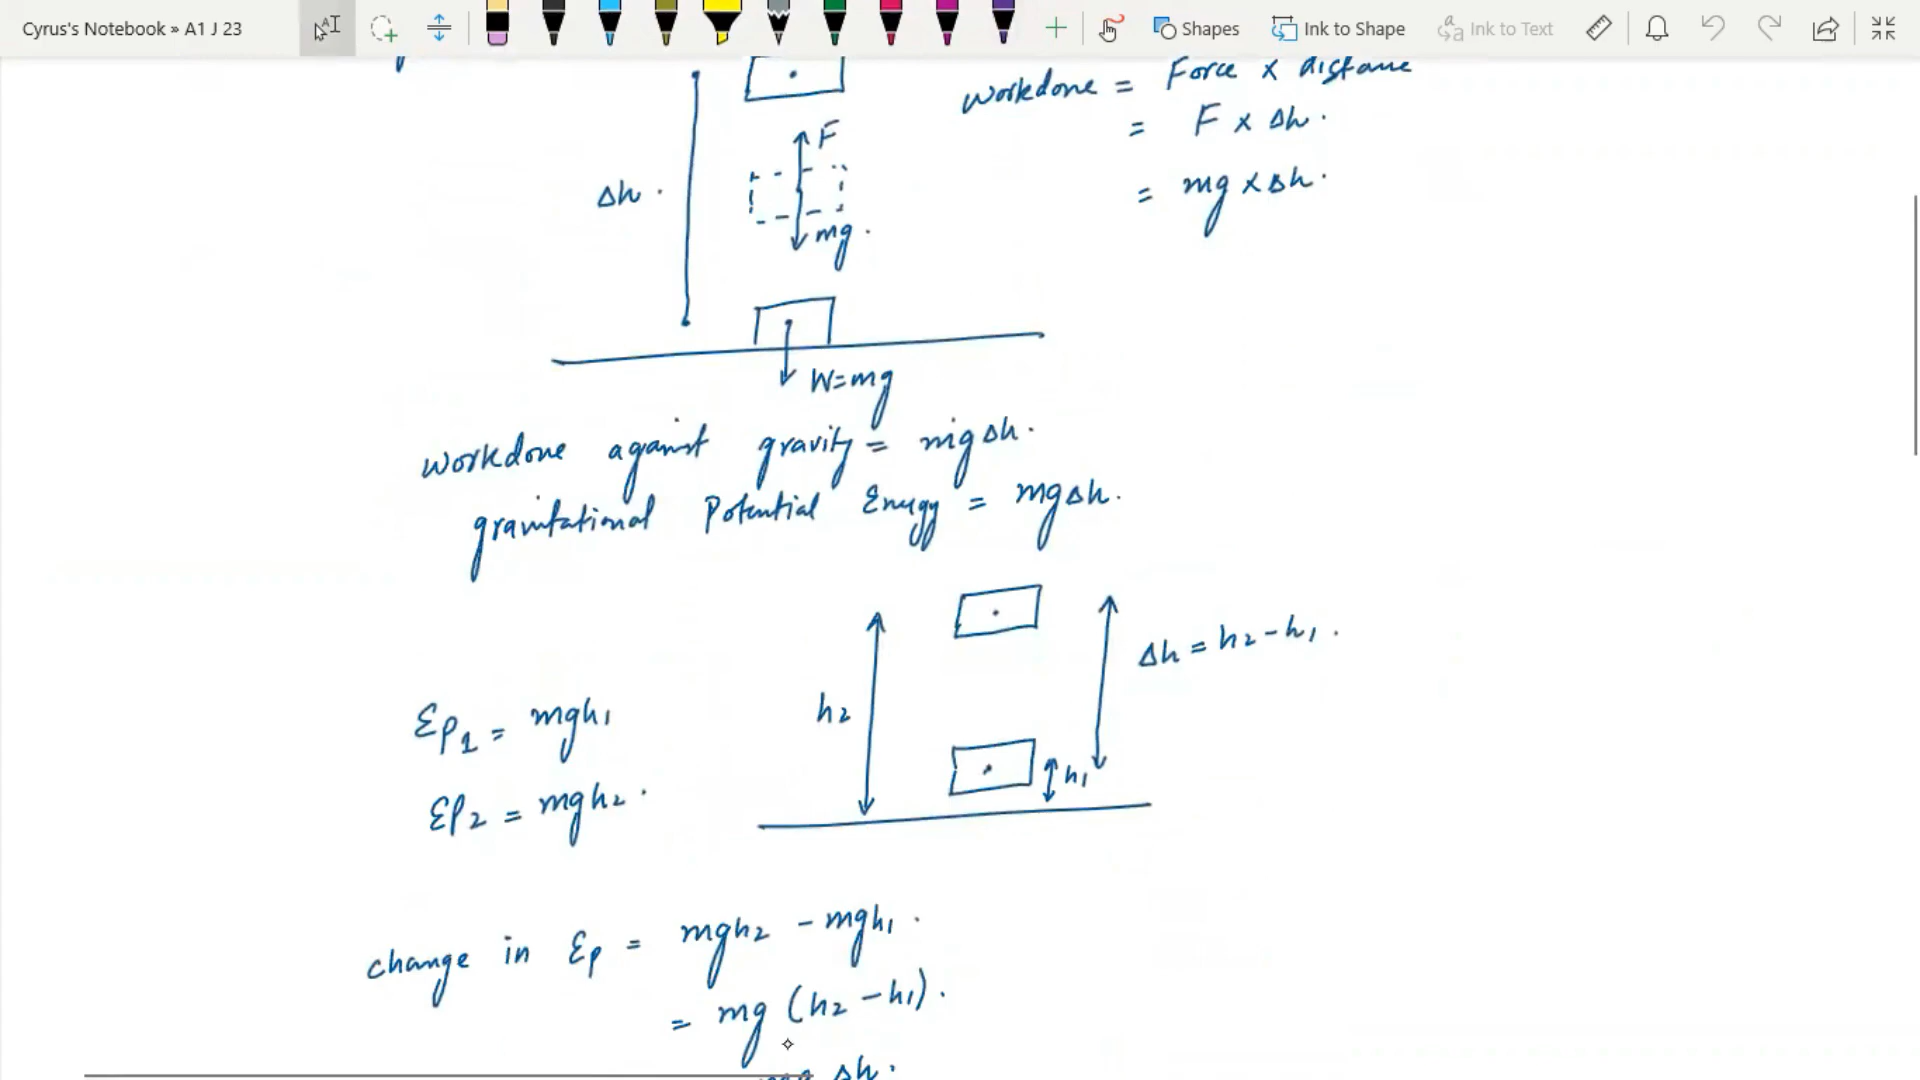 Cyrus's Notebook » A1 J 23
Shapes
Ink to Shape
Ink to Text
workdone = Force x distane
= F x Δh.
= mg x Δh.
F
Δh.
mg.
W=mg
workdone against gravity = mgΔh.
gravitational Potential Energy = mgΔh.
Δh = h2 - h1.
h2
h1
Ep1 = mgh1
Ep2 = mgh2.
change in Ep = mgh2 - mgh1.
= mg (h2 - h1).
Δh.